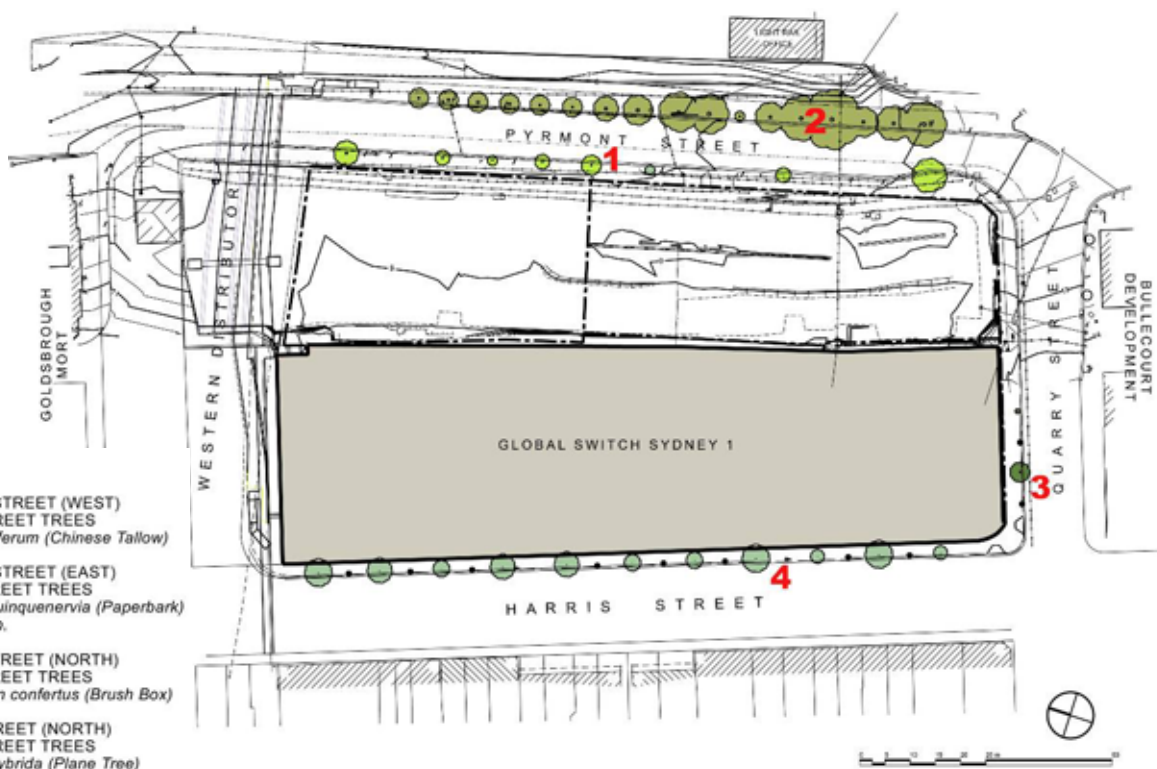 LIGHT RAIL
OFFICE
PYRMONT STREET
2
1
WESTERN DISTRIBUTOR
GOLDSBROUGH
MORT
QUARRY STREET
BULLECOURT
DEVELOPMENT
GLOBAL SWITCH SYDNEY 1
3
4
HARRIS STREET
STREET (WEST)
REET TREES
ferum (Chinese Tallow)
STREET (EAST)
REET TREES
uinquenervia (Paperbark)
TREET (NORTH)
REET TREES
n confertus (Brush Box)
REET (NORTH)
REET TREES
ybrida (Plane Tree)